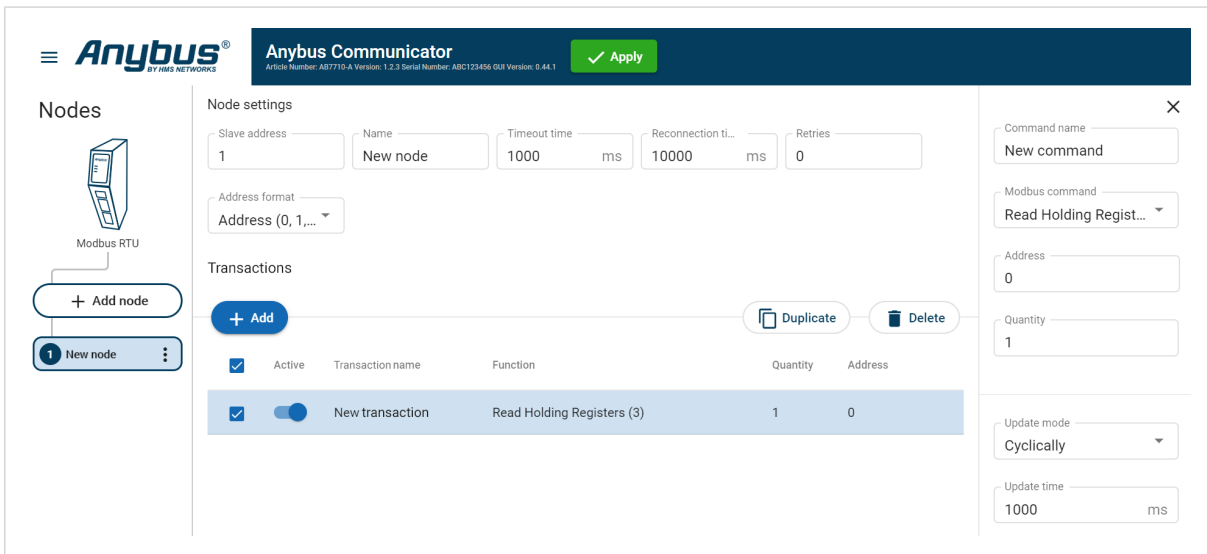 Anybus®
BY HMS NETWORKS
Anybus Communicator
Article Number: AB7710-A Version: 1.2.3 Serial Number: ABC123456 GUI Version: 0.44.1
Apply
Nodes
Modbus RTU
+ Add node
1 New node
Node settings
Slave address
1
Name
New node
Timeout time
1000 ms
Reconnection ti...
10000 ms
Retries
0
Address format
Address (0, 1,...
Transactions
+ Add
Duplicate
Delete
Active Transaction name Function Quantity Address
New transaction Read Holding Registers (3) 1 0
Command name
New command
Modbus command
Read Holding Regist...
Address
0
Quantity
1
Update mode
Cyclically
Update time
1000 ms